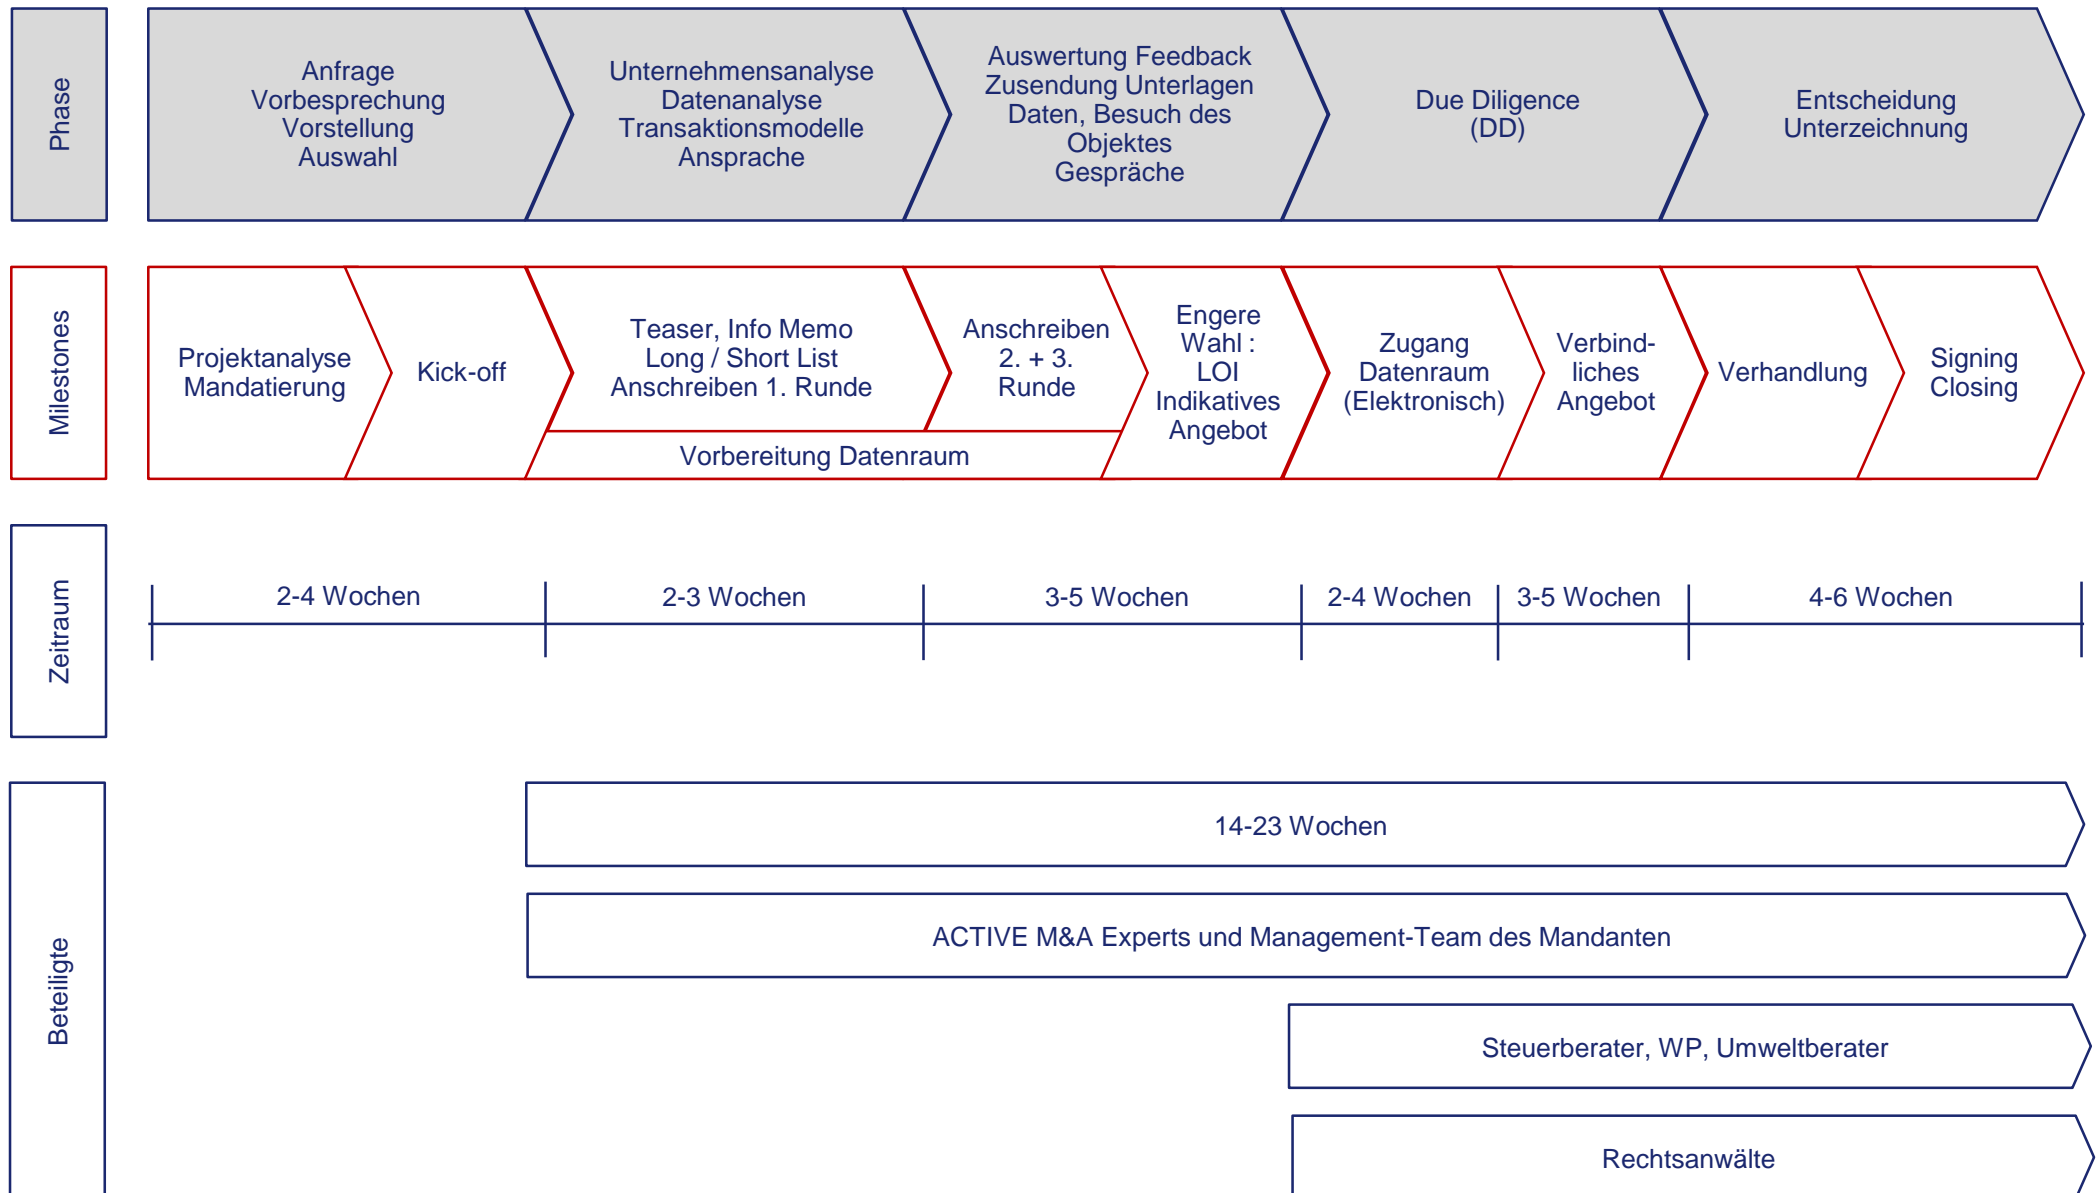 Phase
Anfrage
Vorbesprechung
Vorstellung
Auswahl
Unternehmensanalyse
Datenanalyse
Transaktionsmodelle
Ansprache
Auswertung Feedback
Zusendung Unterlagen
Daten, Besuch des
Objektes
Gespräche
Due Diligence
(DD)
Entscheidung
Unterzeichnung
Milestones
Projektanalyse
Mandatierung
Kick-off
Teaser, Info Memo
Long / Short List
Anschreiben 1. Runde
Anschreiben
2. + 3.
Runde
Vorbereitung Datenraum
Engere
Wahl :
LOI
Indikatives
Angebot
Zugang
Datenraum
(Elektronisch)
Verbind-
liches
Angebot
Verhandlung
Signing
Closing
Zeitraum
2-4 Wochen
2-3 Wochen
3-5 Wochen
2-4 Wochen
3-5 Wochen
4-6 Wochen
Beteiligte
14-23 Wochen
ACTIVE M&A Experts und Management-Team des Mandanten
Steuerberater, WP, Umweltberater
Rechtsanwälte